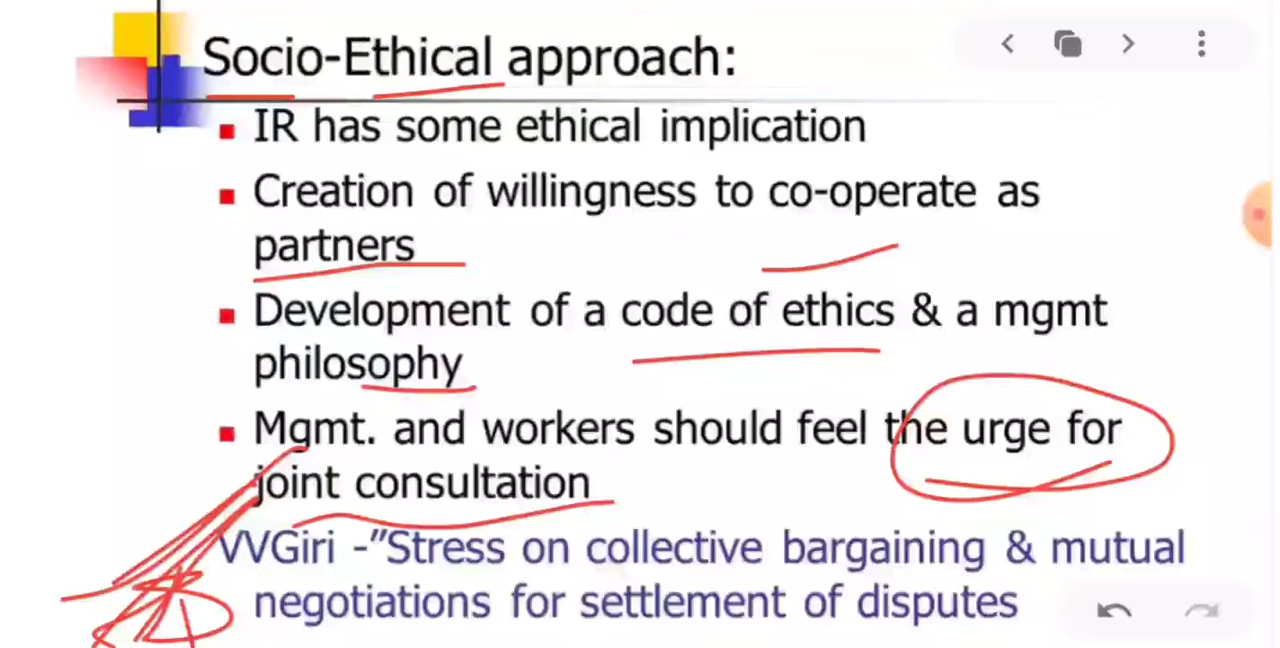 Socio-Ethical approach:
IR has some ethical implication
Creation of willingness to co-operate as
partners
Development of a code of ethics & a mgmt
philosophy
Mgmt. and workers should feel the urge for
joint consultation
VVGiri -”Stress on collective bargaining & mutual
negotiations for settlement of disputes